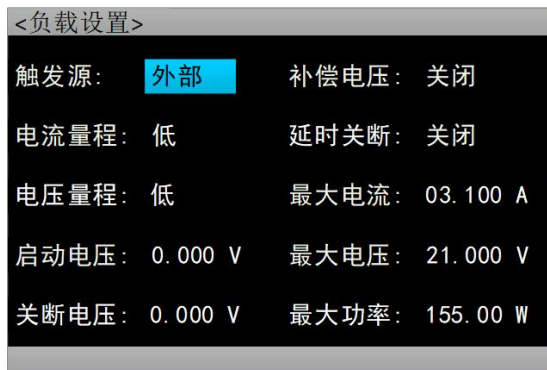 <负载设置>
触发源: 外部 补偿电压: 关闭
电流量程: 低 延时关断: 关闭
电压量程: 低 最大电流: 03.100 A
启动电压: 0.000 V 最大电压: 21.000 V
关断电压: 0.000 V 最大功率: 155.00 W